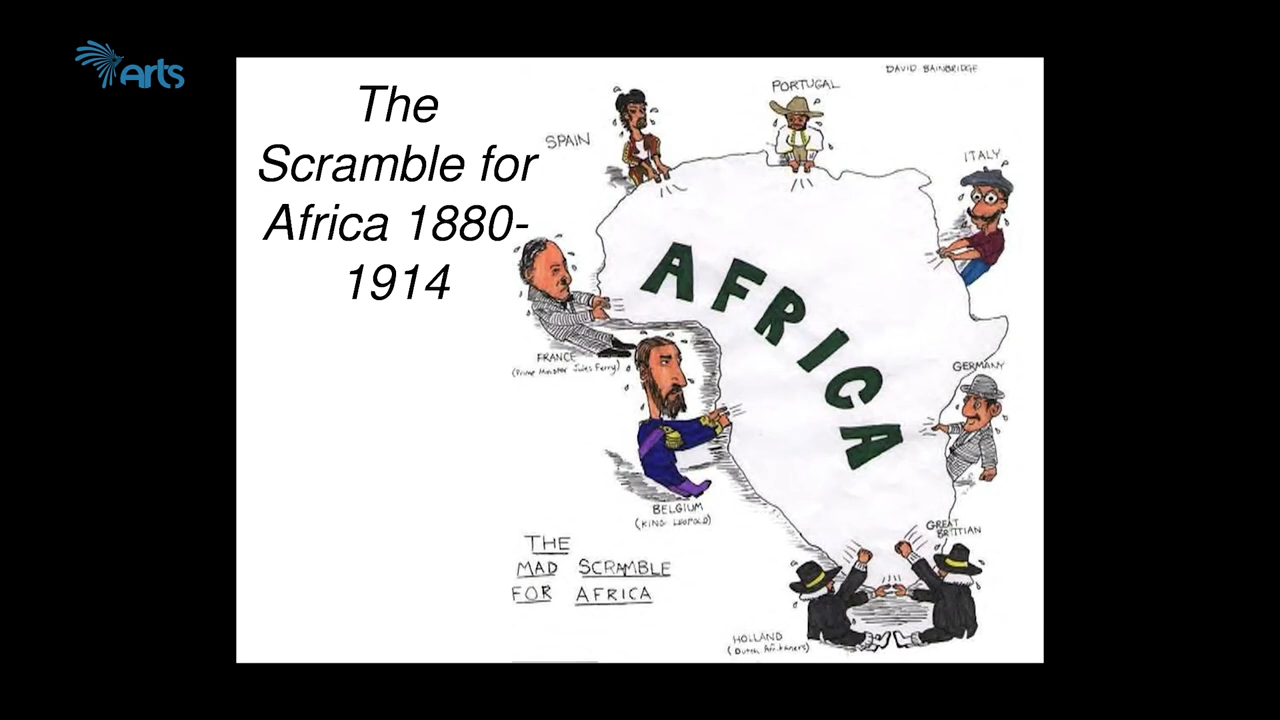 Arts
The
Scramble for
Africa 1880-
1914
DAVID BAINBRIDGE
PORTUGAL
SPAIN
ITALY
AFRICA
FRANCE
(Prime Minister Jules Ferry)
GERMANY
BELGIUM
(KING LEOPOLD)
GREAT
BRITIAN
THE
MAD SCRAMBLE
FOR AFRICA
HOLLAND
(Dutch Afrikaners)